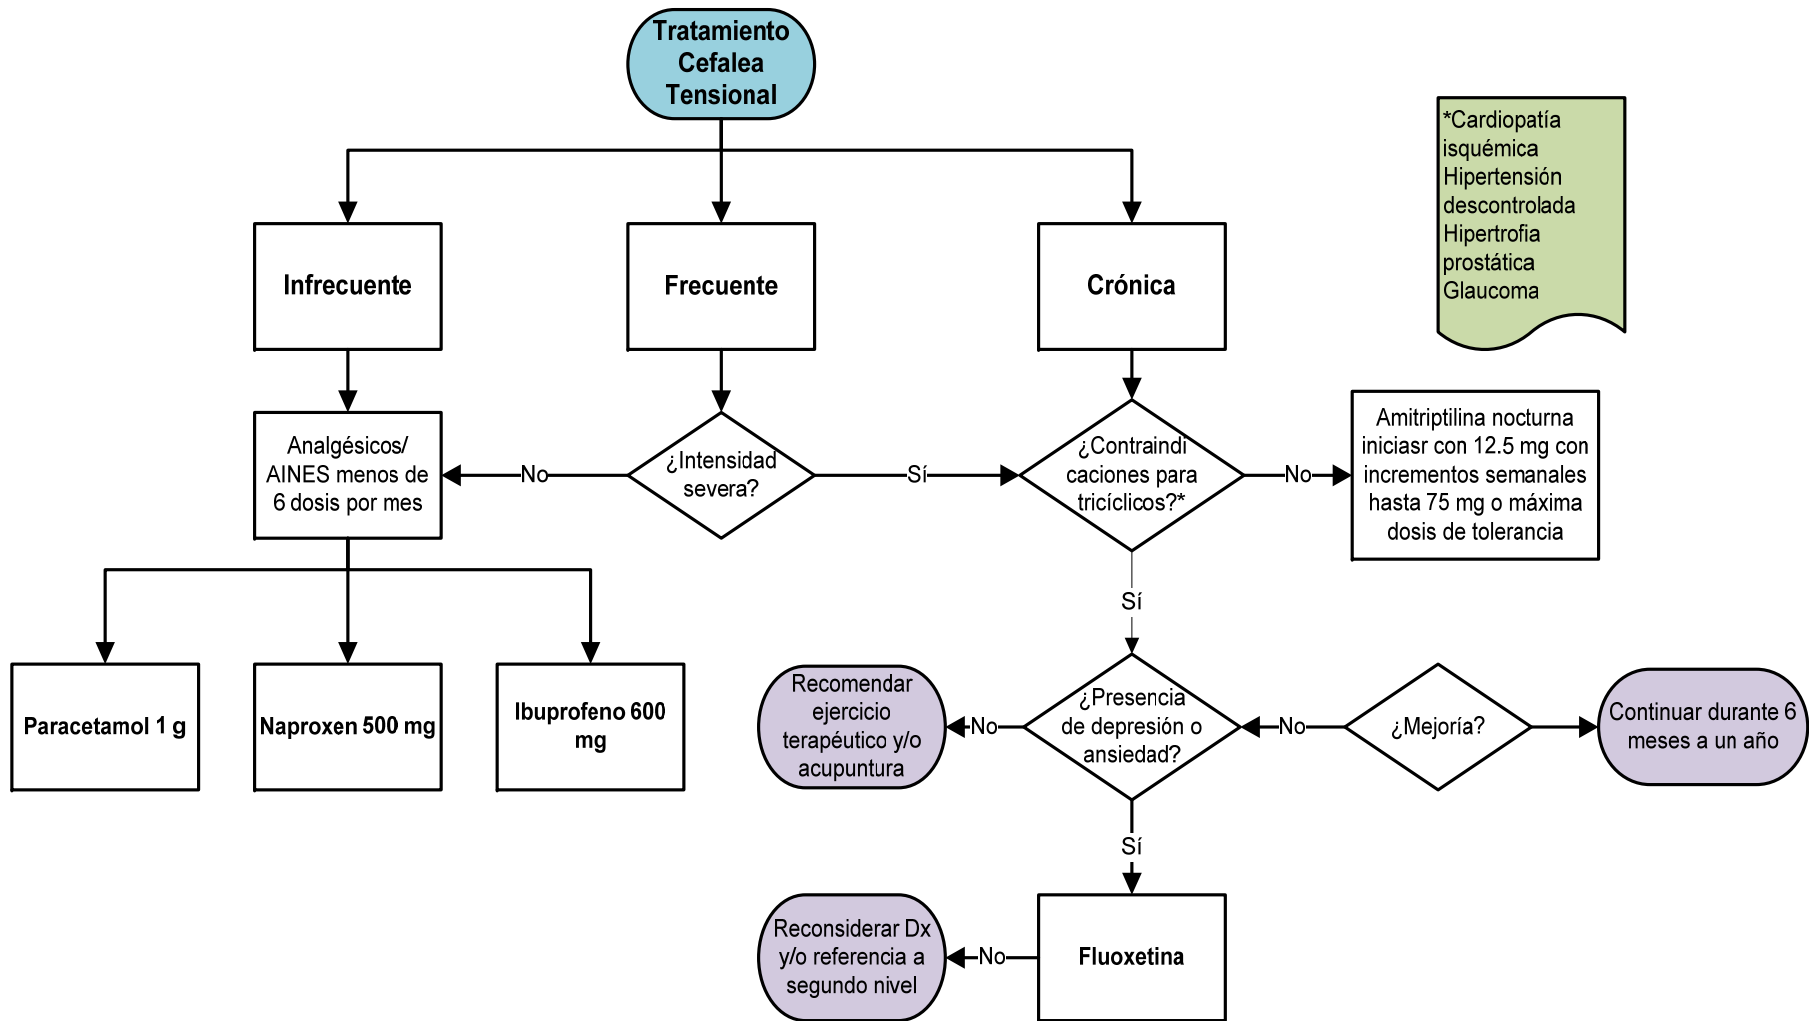 Tratamiento
Cefalea
Tensional
*Cardiopatía
isquémica
Hipertensión
descontrolada
Hipertrofia
prostática
Glaucoma
Infrecuente
Frecuente
Crónica
Analgésicos/
AINES menos de
6 dosis por mes
No
¿Intensidad
severa?
Sí
¿Contraindi
caciones para
tricíclicos?*
No
Amitriptilina nocturna
iniciasr con 12.5 mg con
incrementos semanales
hasta 75 mg o máxima
dosis de tolerancia
Sí
Paracetamol 1 g
Naproxen 500 mg
Ibuprofeno 600
mg
Recomendar
ejercicio
terapéutico y/o
acupuntura
No
¿Presencia
de depresión o
ansiedad?
No
¿Mejoría?
Continuar durante 6
meses a un año
Sí
Reconsiderar Dx
y/o referencia a
segundo nivel
No
Fluoxetina